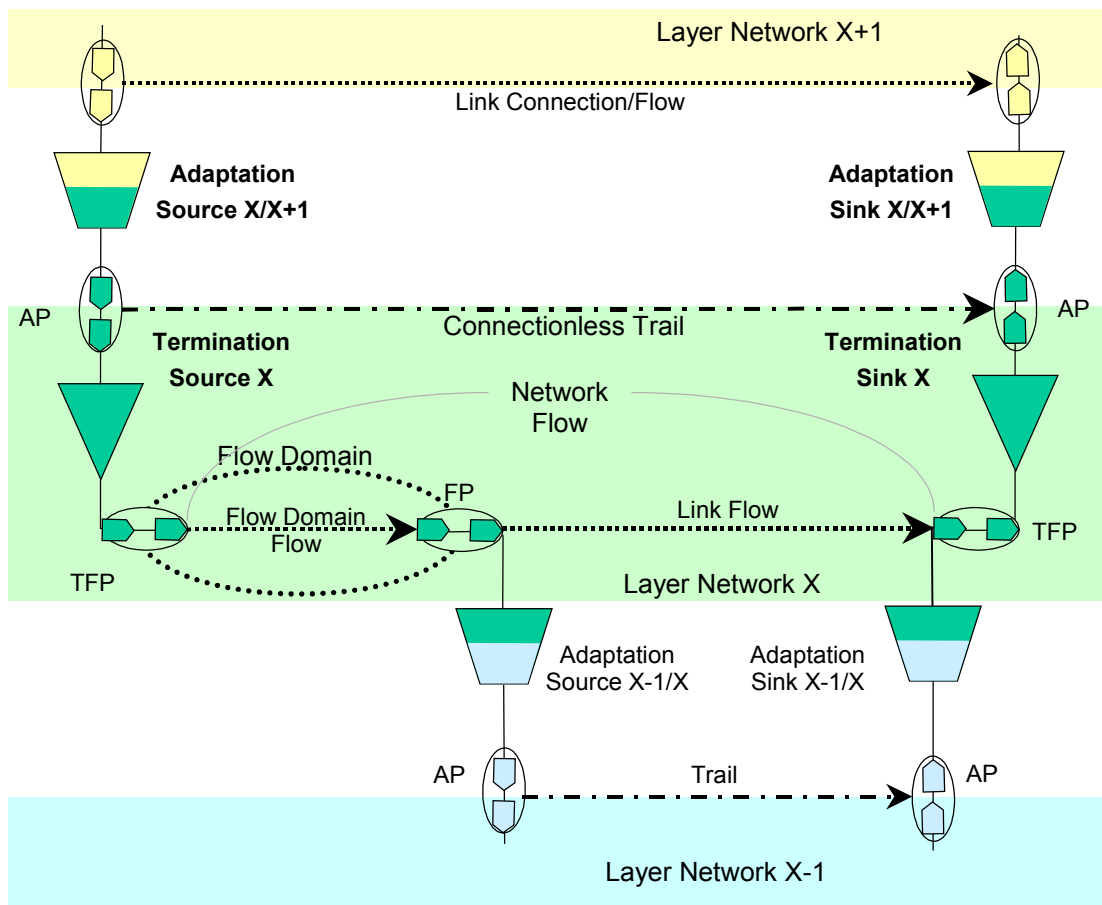 Layer Network X+1
Link Connection/Flow
Adaptation
Source X/X+1
Adaptation
Sink X/X+1
AP
Connectionless Trail
AP
Termination
Source X
Termination
Sink X
Network
Flow
Flow Domain
FP
Flow Domain
Flow
Link Flow
TFP
TFP
Layer Network X
Adaptation
Source X-1/X
Adaptation
Sink X-1/X
AP
Trail
AP
Layer Network X-1